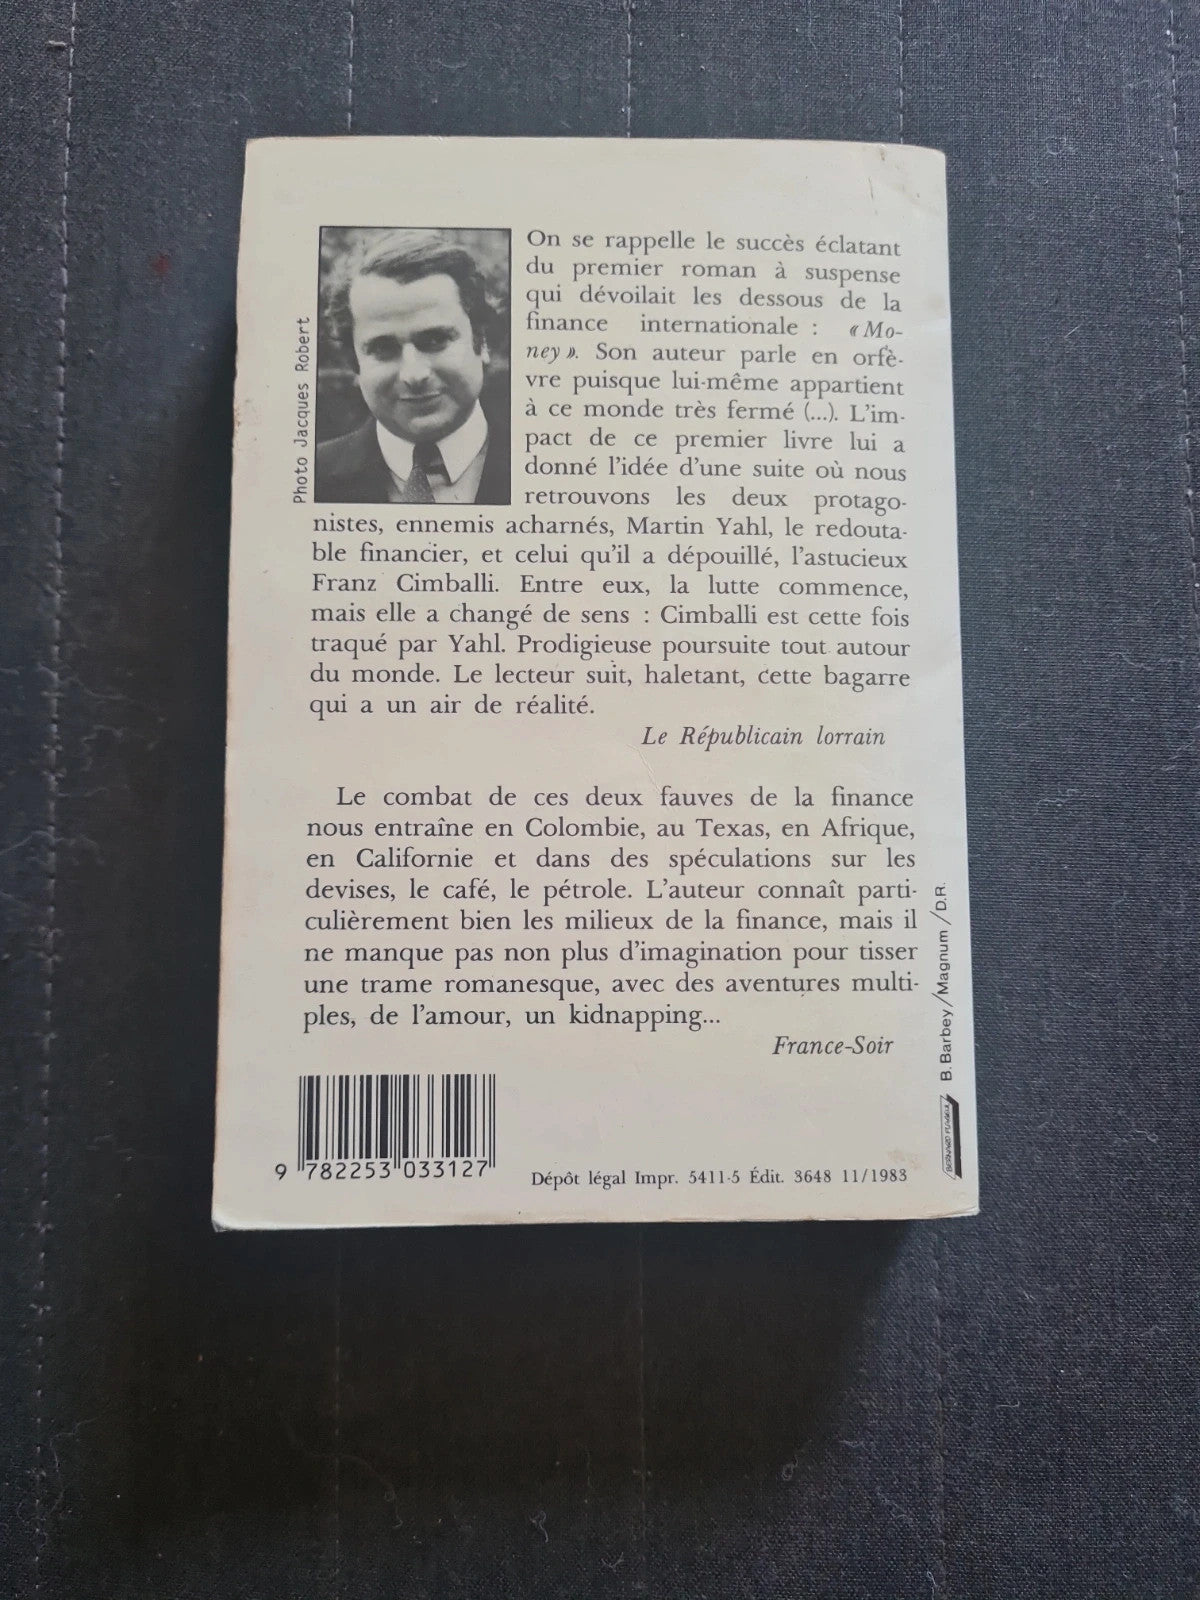 Photo Jacques Robert
On se rappelle le succès éclatant
du premier roman à suspense
qui dévoilait les dessous de la
finance internationale : « Mo-
ney ». Son auteur parle en orfè-
vre puisque lui-même appartient
à ce monde très fermé (...). L'im-
pact de ce premier livre lui a
donné l'idée d'une suite où nous
retrouvons les deux protago-
nistes, ennemis acharnés, Martin Yahl, le redouta-
ble financier, et celui qu'il a dépouillé, l'astucieux
Franz Cimballi. Entre eux, la lutte commence,
mais elle a changé de sens : Cimballi est cette fois
traqué par Yahl. Prodigieuse poursuite tout autour
du monde. Le lecteur suit, haletant, cette bagarre
qui a un air de réalité.
Le Républicain lorrain
Le combat de ces deux fauves de la finance
nous entraîne en Colombie, au Texas, en Afrique,
en Californie et dans des spéculations sur les
devises, le café, le pétrole. L'auteur connaît parti-
culièrement bien les milieux de la finance, mais il
ne manque pas non plus d'imagination pour tisser
une trame romanesque, avec des aventures multi-
ples, de l'amour, un kidnapping...
France-Soir
B. Barbey/Magnum/D.R.
9 782253 033127
Dépôt légal Impr. 5411-5 Édit. 3648 11/1983